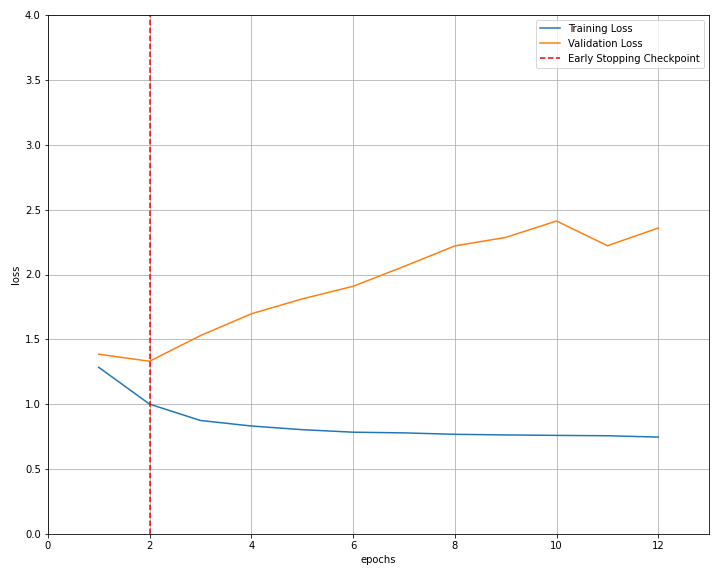 4.0
3.5
3.0
2.5
2.0
1.5
1.0
0.5
0.0
loss
Training Loss
Validation Loss
Early Stopping Checkpoint
0 2 4 6 8 10 12
epochs